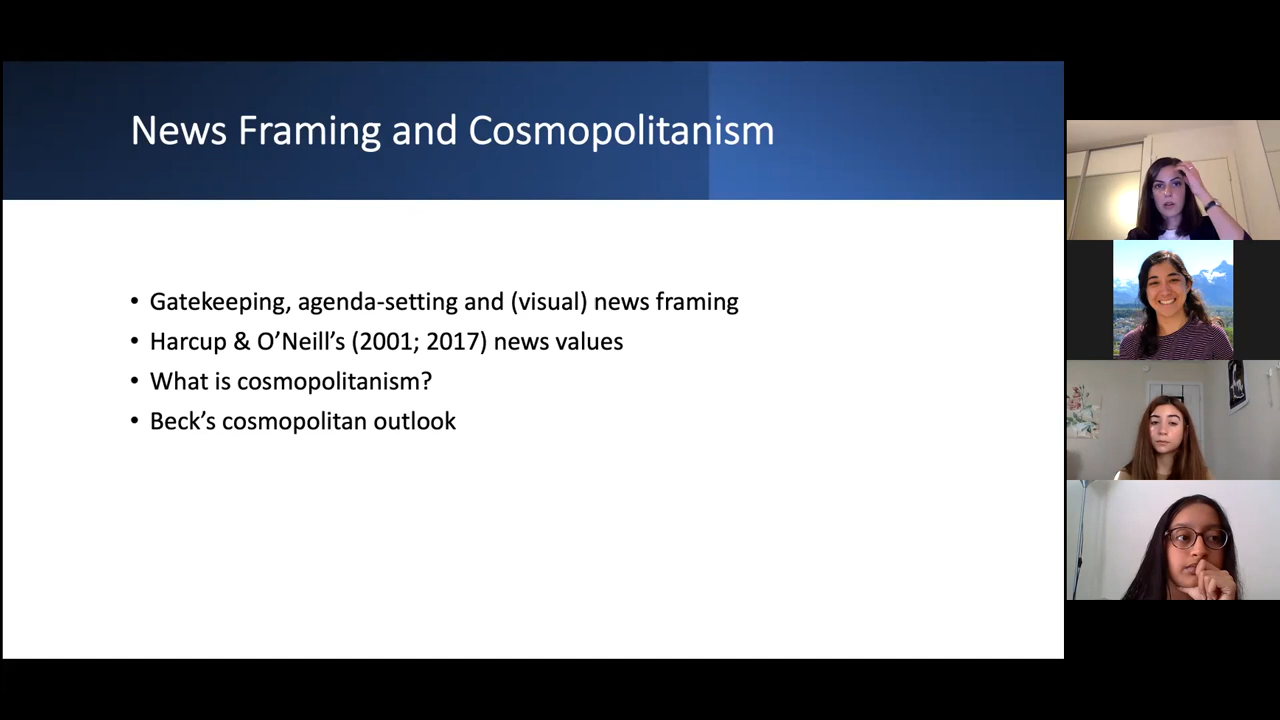 News Framing and Cosmopolitanism
• Gatekeeping, agenda-setting and (visual) news framing
• Harcup & O’Neill’s (2001; 2017) news values
• What is cosmopolitanism?
• Beck’s cosmopolitan outlook